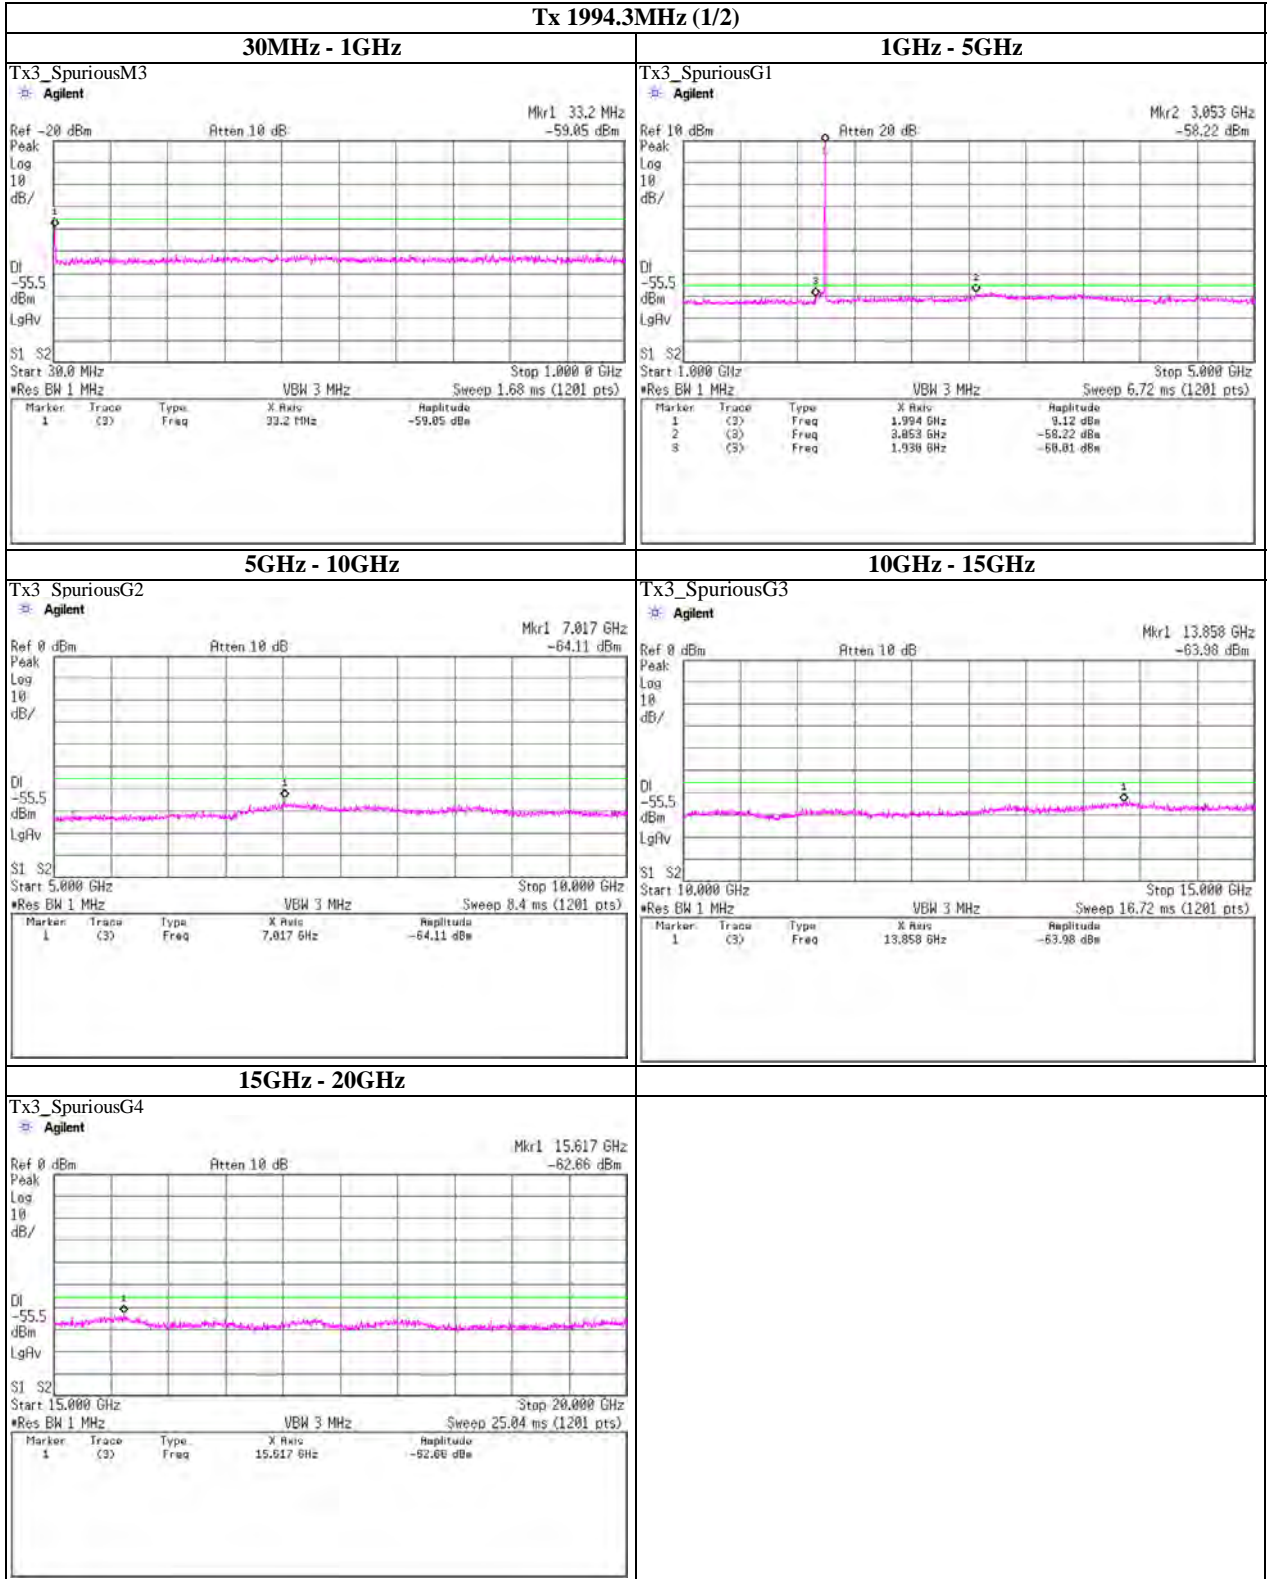 Tx 1994.3MHz (1/2)
30MHz - 1GHz
Tx3_SpuriousM3
Agilent
Mkr1 33.2 MHz
Ref -20 dBm Atten 10 dB -59.05 dBm
Peak
Log
10
dB/
1
DI
-55.5
dBm
LgAv
S1 S2
Start 30.0 MHz Stop 1.000 0 GHz
#Res BW 1 MHz VBW 3 MHz Sweep 1.68 ms (1201 pts)
Marker Trace Type X Axis Amplitude
1 (3) Freq 33.2 MHz -59.05 dBm
1GHz - 5GHz
Tx3_SpuriousG1
Agilent
Mkr2 3.053 GHz
Ref 10 dBm Atten 20 dB -58.22 dBm
Peak
Log
10
dB/
1
DI
-55.5
dBm
3
2
LgAv
S1 S2
Start 1.000 GHz Stop 5.000 GHz
#Res BW 1 MHz VBW 3 MHz Sweep 6.72 ms (1201 pts)
Marker Trace Type X Axis Amplitude
1 (3) Freq 1.994 GHz 9.12 dBm
2 (3) Freq 3.053 GHz -58.22 dBm
3 (3) Freq 1.930 GHz -60.01 dBm
5GHz - 10GHz
Tx3_SpuriousG2
Agilent
Mkr1 7.017 GHz
Ref 0 dBm Atten 10 dB -64.11 dBm
Peak
Log
10
dB/
DI
-55.5
dBm
1
LgAv
S1 S2
Start 5.000 GHz Stop 10.000 GHz
#Res BW 1 MHz VBW 3 MHz Sweep 8.4 ms (1201 pts)
Marker Trace Type X Axis Amplitude
1 (3) Freq 7.017 GHz -64.11 dBm
10GHz - 15GHz
Tx3_SpuriousG3
Agilent
Mkr1 13.858 GHz
Ref 0 dBm Atten 10 dB -63.98 dBm
Peak
Log
10
dB/
DI
-55.5
dBm
1
LgAv
S1 S2
Start 10.000 GHz Stop 15.000 GHz
#Res BW 1 MHz VBW 3 MHz Sweep 16.72 ms (1201 pts)
Marker Trace Type X Axis Amplitude
1 (3) Freq 13.858 GHz -63.98 dBm
15GHz - 20GHz
Tx3_SpuriousG4
Agilent
Mkr1 15.617 GHz
Ref 0 dBm Atten 10 dB -62.66 dBm
Peak
Log
10
dB/
DI
-55.5
dBm
1
LgAv
S1 S2
Start 15.000 GHz Stop 20.000 GHz
#Res BW 1 MHz VBW 3 MHz Sweep 25.04 ms (1201 pts)
Marker Trace Type X Axis Amplitude
1 (3) Freq 15.617 GHz -62.66 dBm